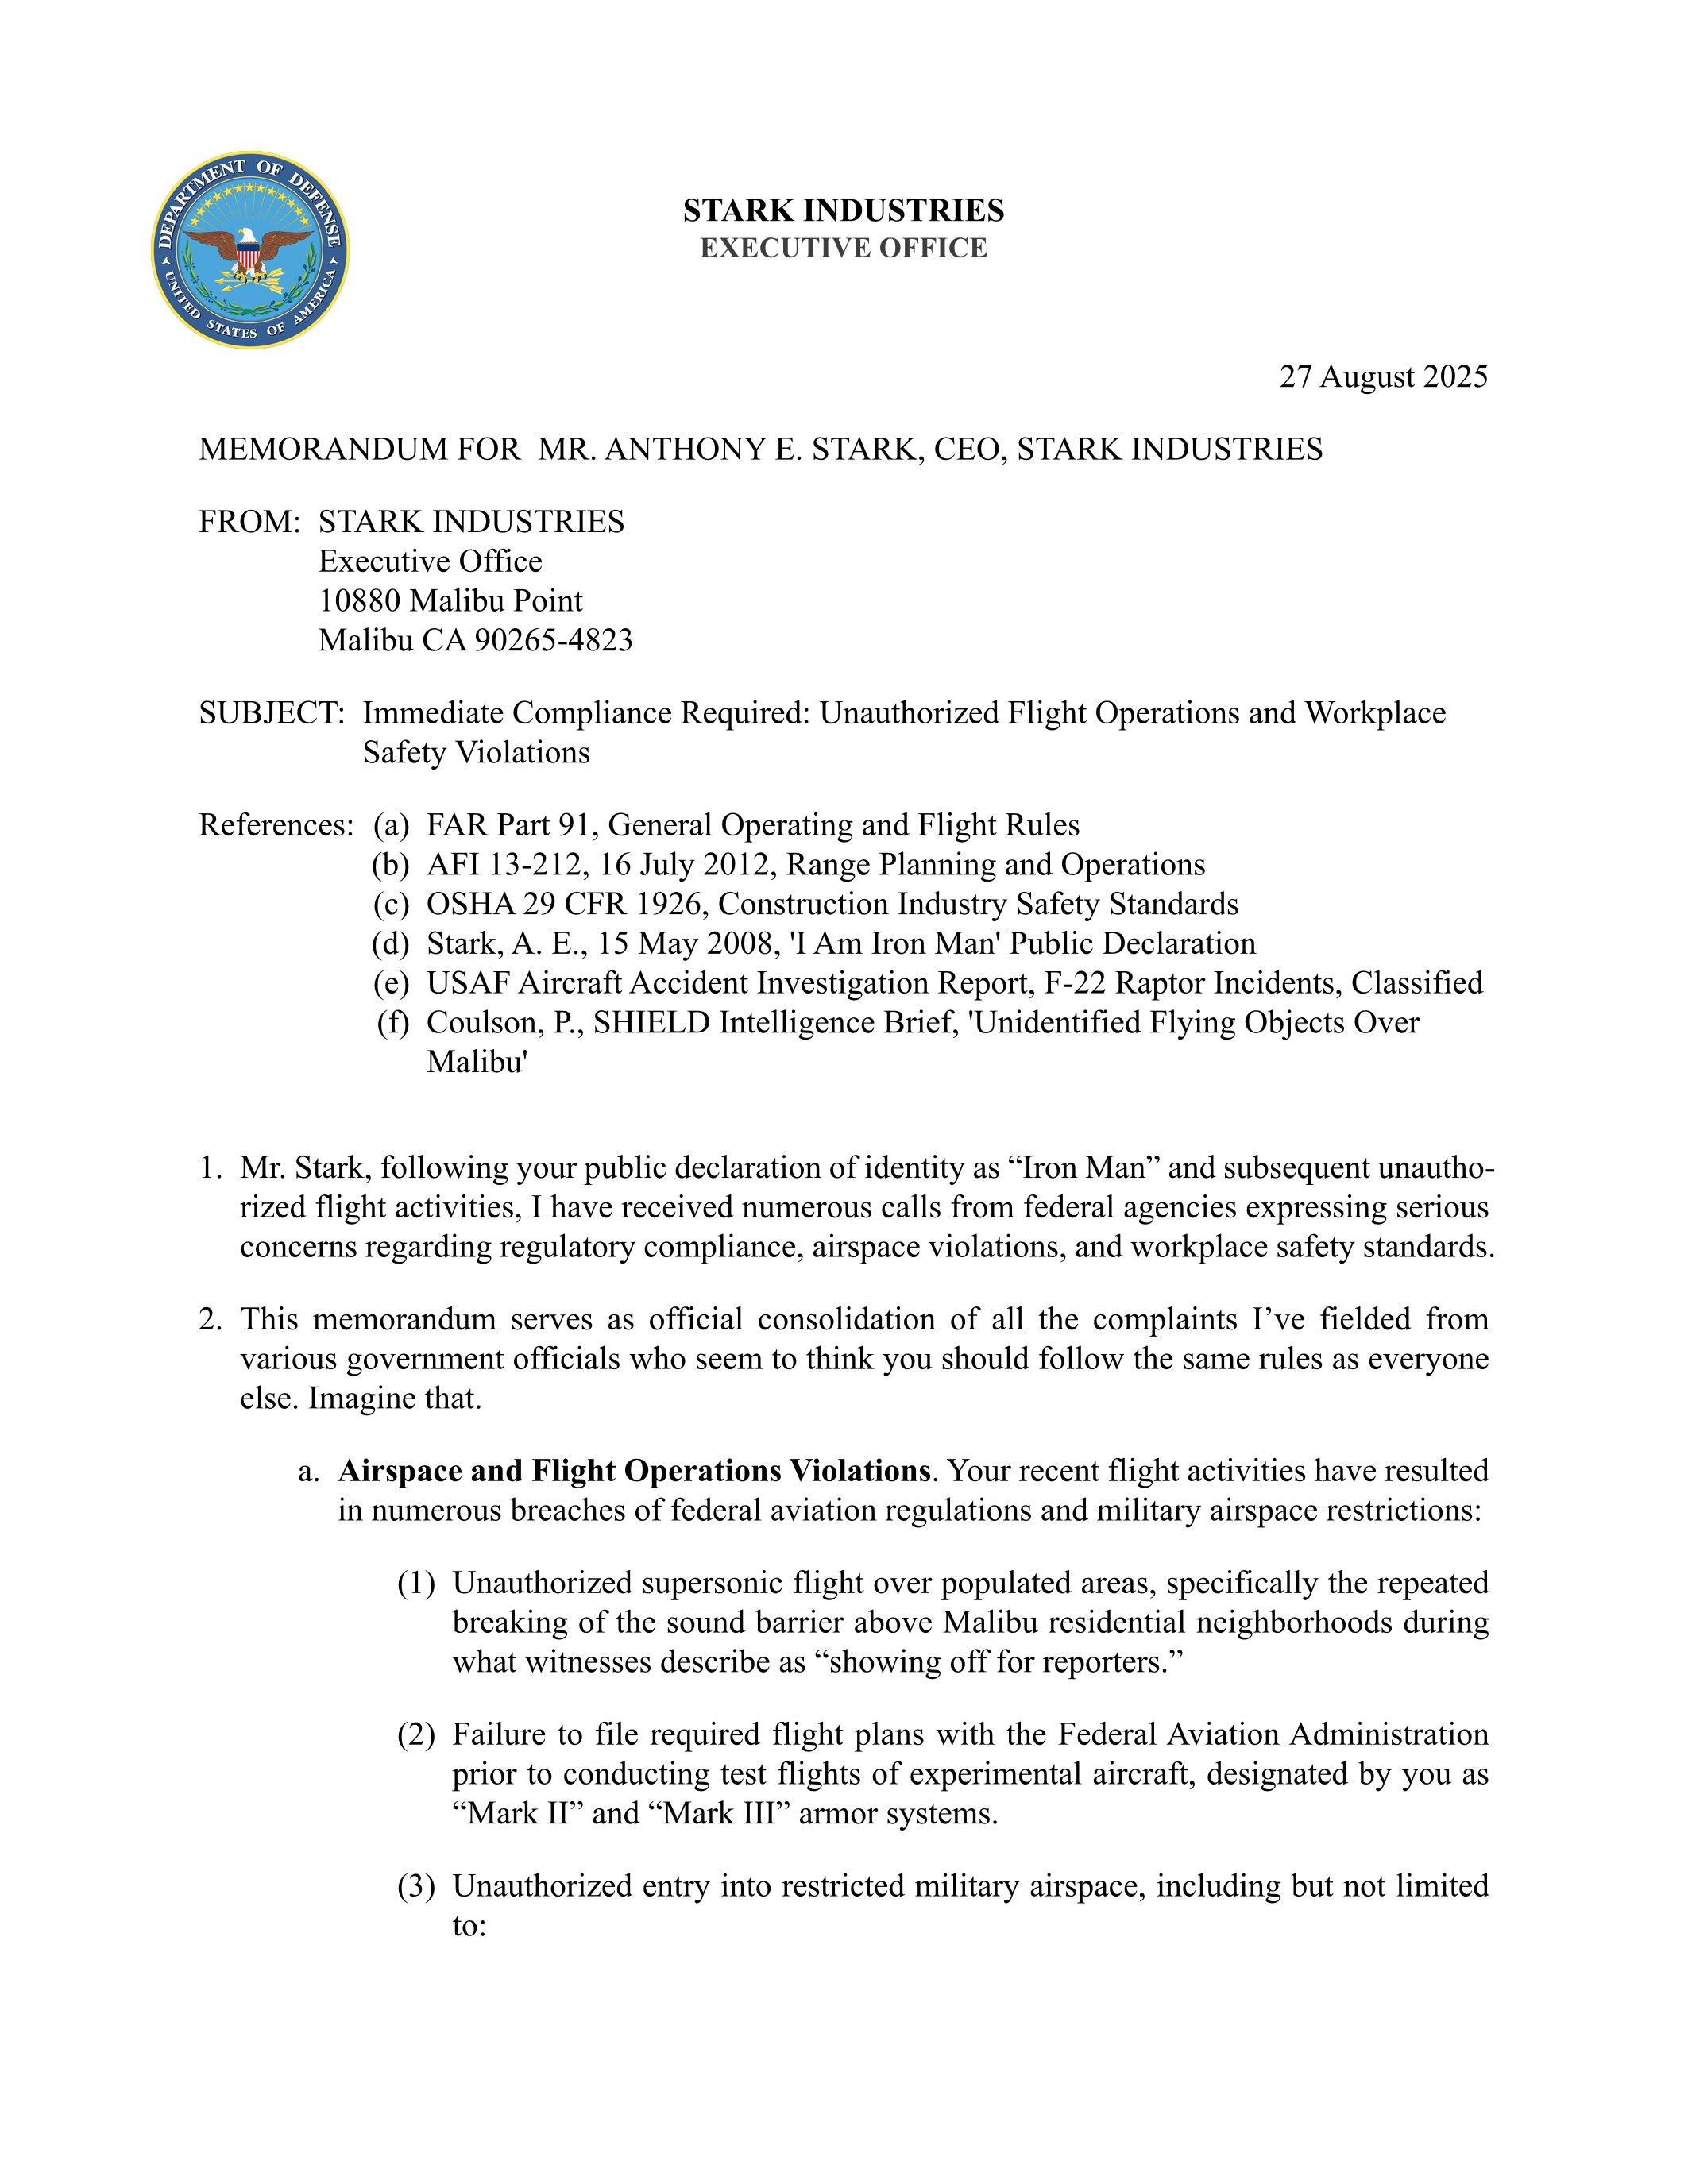 DEPARTMENT OF DEFENSE
UNITED STATES OF AMERICA
STARK INDUSTRIES
EXECUTIVE OFFICE
27 August 2025
MEMORANDUM FOR MR. ANTHONY E. STARK, CEO, STARK INDUSTRIES
FROM: STARK INDUSTRIES
Executive Office
10880 Malibu Point
Malibu CA 90265-4823
SUBJECT: Immediate Compliance Required: Unauthorized Flight Operations and Workplace
Safety Violations
References: (a) FAR Part 91, General Operating and Flight Rules
(b) AFI 13-212, 16 July 2012, Range Planning and Operations
(c) OSHA 29 CFR 1926, Construction Industry Safety Standards
(d) Stark, A. E., 15 May 2008, 'I Am Iron Man' Public Declaration
(e) USAF Aircraft Accident Investigation Report, F-22 Raptor Incidents, Classified
(f) Coulson, P., SHIELD Intelligence Brief, 'Unidentified Flying Objects Over
Malibu'
1. Mr. Stark, following your public declaration of identity as “Iron Man” and subsequent unautho-
rized flight activities, I have received numerous calls from federal agencies expressing serious
concerns regarding regulatory compliance, airspace violations, and workplace safety standards.
2. This memorandum serves as official consolidation of all the complaints I’ve fielded from
various government officials who seem to think you should follow the same rules as everyone
else. Imagine that.
a. Airspace and Flight Operations Violations. Your recent flight activities have resulted
in numerous breaches of federal aviation regulations and military airspace restrictions:
(1) Unauthorized supersonic flight over populated areas, specifically the repeated
breaking of the sound barrier above Malibu residential neighborhoods during
what witnesses describe as “showing off for reporters.”
(2) Failure to file required flight plans with the Federal Aviation Administration
prior to conducting test flights of experimental aircraft, designated by you as
“Mark II” and “Mark III” armor systems.
(3) Unauthorized entry into restricted military airspace, including but not limited
to: